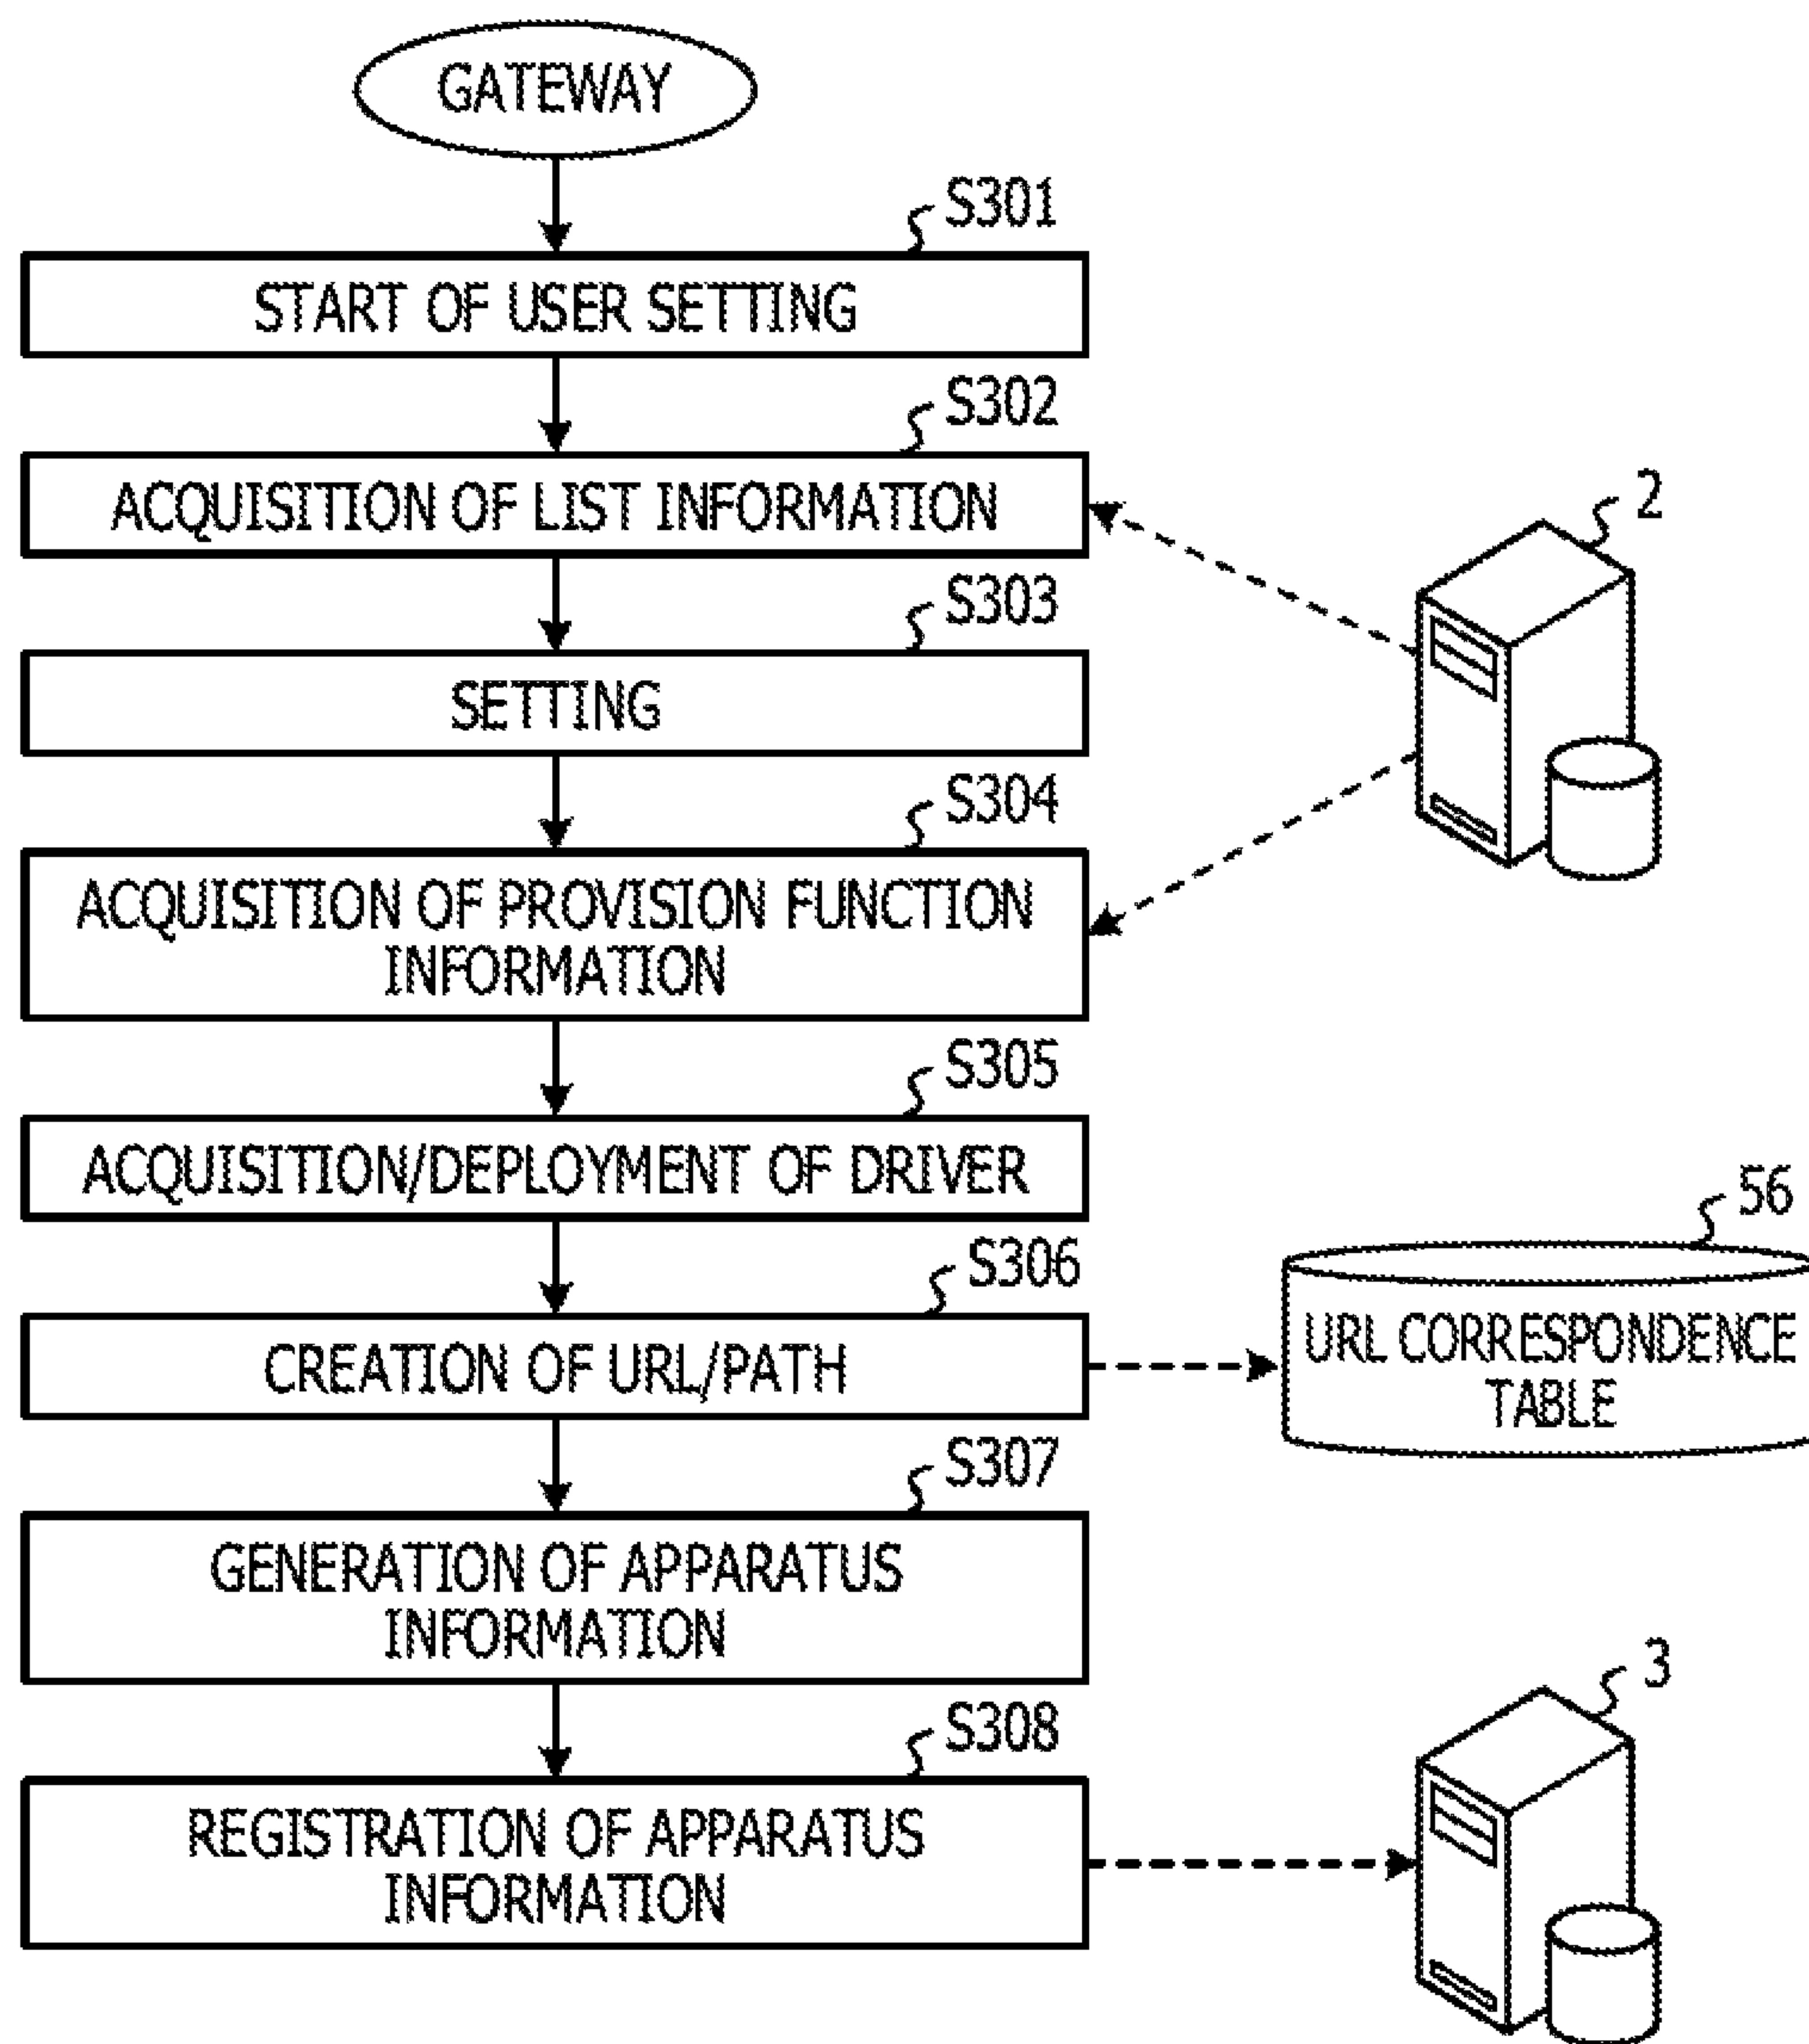 GATEWAY
S301
START OF USER SETTING
S302
ACQUISITION OF LIST INFORMATION
2
S303
SETTING
S304
ACQUISITION OF PROVISION FUNCTION
INFORMATION
S305
ACQUISITION/DEPLOYMENT OF DRIVER
56
S306
CREATION OF URL/PATH
URL CORRESPONDENCE
TABLE
S307
GENERATION OF APPARATUS
INFORMATION
3
S308
REGISTRATION OF APPARATUS
INFORMATION